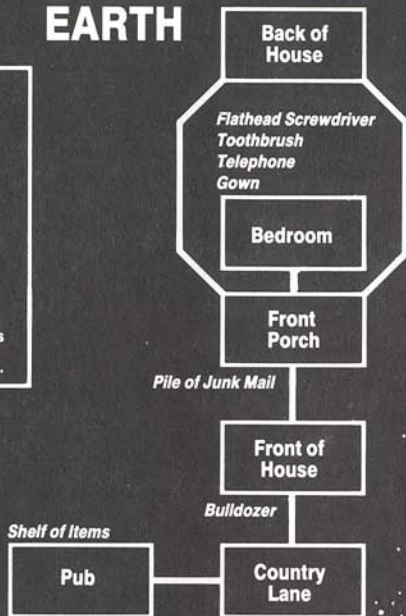 EARTH
Back of
House
Flathead Screwdriver
Toothbrush
Telephone
Gown
Bedroom
Front
Porch
Pile of Junk Mail
Front of
House
Bulldozer
Shelf of Items
Pub
Country
Lane